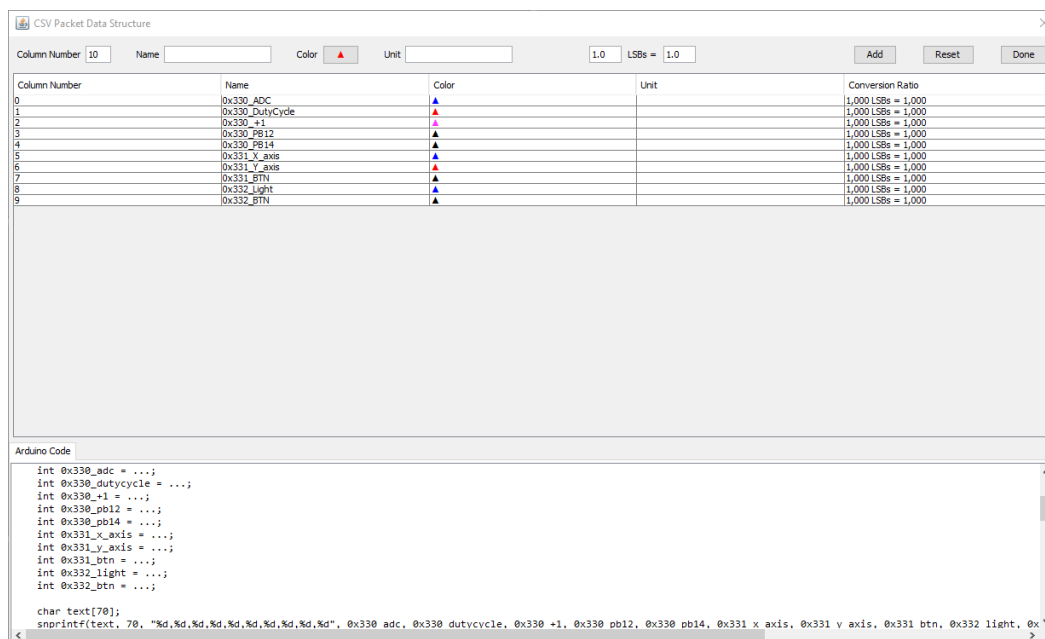 CSV Packet Data Structure
Column Number 10 Name Color Unit 1.0 LSBs = 1.0 Add Reset Done
Column Number Name Color Unit Conversion Ratio
0 0x330_ADC 1,000 LSBs = 1,000
1 0x330_DutyCycle 1,000 LSBs = 1,000
2 0x330_+1 1,000 LSBs = 1,000
3 0x330_PB12 1,000 LSBs = 1,000
4 0x330_PB14 1,000 LSBs = 1,000
5 0x331_X_axis 1,000 LSBs = 1,000
6 0x331_Y_axis 1,000 LSBs = 1,000
7 0x331_BTN 1,000 LSBs = 1,000
8 0x332_Light 1,000 LSBs = 1,000
9 0x332_BTN 1,000 LSBs = 1,000
Arduino Code
int 0x330_adc = ...;
int 0x330_dutycycle = ...;
int 0x330_+1 = ...;
int 0x330_pb12 = ...;
int 0x330_pb14 = ...;
int 0x331_x_axis = ...;
int 0x331_y_axis = ...;
int 0x331_btn = ...;
int 0x332_light = ...;
int 0x332_btn = ...;
char text[70];
snprintf(text, 70, "%d,%d,%d,%d,%d,%d,%d,%d,%d,%d", 0x330_adc, 0x330_dutycycle, 0x330_+1, 0x330_pb12, 0x330_pb14, 0x331_x_axis, 0x331_y_axis, 0x331_btn, 0x332_light, 0x